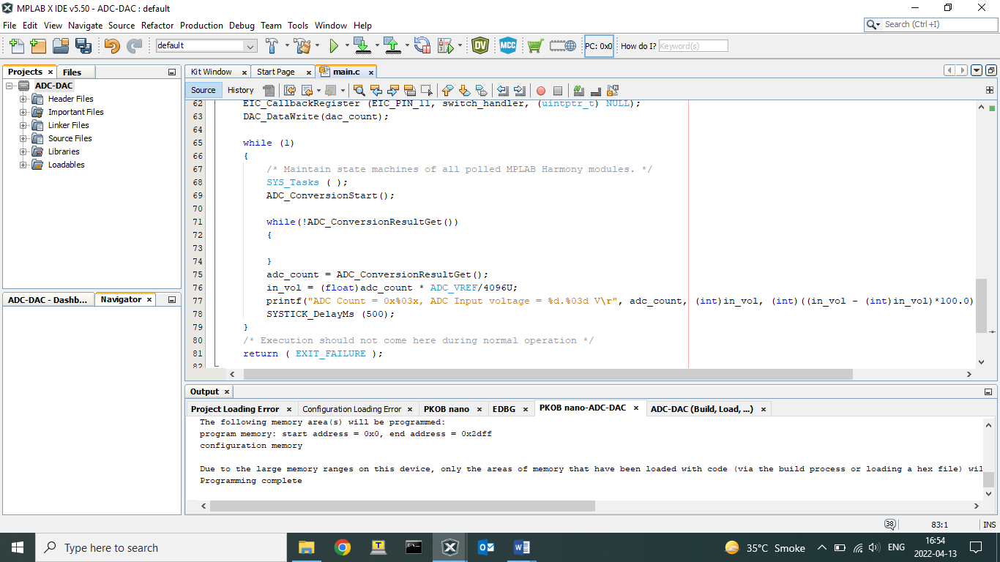 MPLAB X IDE v5.50 - ADC-DAC : default
File Edit View Navigate Source Refactor Production Debug Team Tools Window Help
Search (Ctrl+I)
default
DV
MCC
PC: 0x0
How do I?
Keyword(s)
Projects
Files
ADC-DAC
Header Files
Important Files
Linker Files
Source Files
Libraries
Loadables
ADC-DAC - Dashb...
Navigator
Kit Window
Start Page
main.c
Source
History
62 EIC_CallbackRegister (EIC_PIN_11, switch_handler, (uintptr_t) NULL);
63 DAC_DataWrite(dac_count);
64
65 while (1)
66 {
67 /* Maintain state machines of all polled MPLAB Harmony modules. */
68 SYS_Tasks ( );
69 ADC_ConversionStart();
70
71 while(!ADC_ConversionResultGet())
72 {
73
74 }
75 adc_count = ADC_ConversionResultGet();
76 in_vol = (float)adc_count * ADC_VREF/4096U;
77 printf("ADC Count = 0x%03x, ADC Input voltage = %d.%03d V\r", adc_count, (int)in_vol, (int)((in_vol - (int)in_vol)*100.0)
78 SYSTICK_DelayMs (500);
79 }
80 /* Execution should not come here during normal operation */
81 return ( EXIT_FAILURE );
82
Output
Project Loading Error
Configuration Loading Error
PKOB nano
EDBG
PKOB nano-ADC-DAC
ADC-DAC (Build, Load, ...)
The following memory area(s) will be programmed:
program memory: start address = 0x0, end address = 0x2dff
configuration memory
Due to the large memory ranges on this device, only the areas of memory that have been loaded with code (via the build process or loading a hex file) wil
Programming complete
38
83:1
INS
Type here to search
35°C Smoke
ENG
16:54
2022-04-13